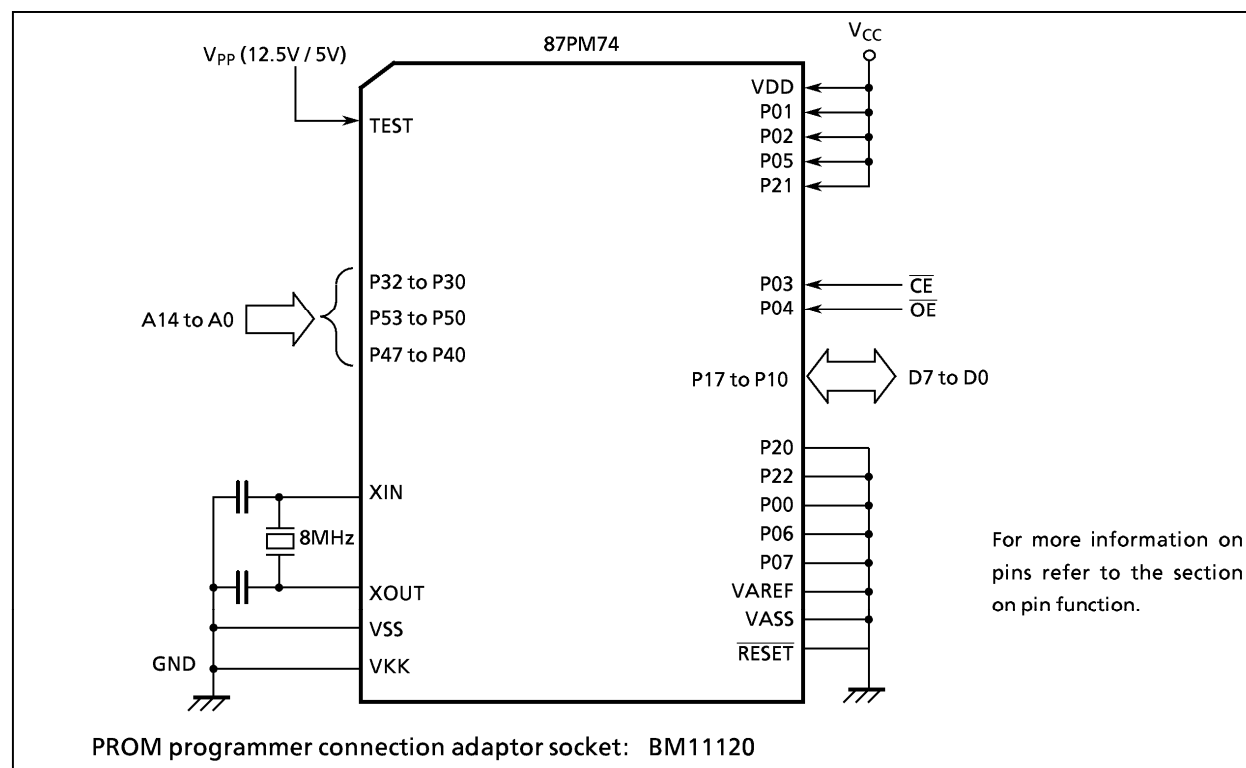 87PM74
VPP (12.5V / 5V)
TEST
VCC
VDD
P01
P02
P05
P21
A14 to A0
P32 to P30
P53 to P50
P47 to P40
P03
CE
P04
OE
P17 to P10
D7 to D0
XIN
8MHz
XOUT
VSS
GND
VKK
P20
P22
P00
P06
P07
VAREF
VASS
RESET
For more information on
pins refer to the section
on pin function.
PROM programmer connection adaptor socket: BM11120